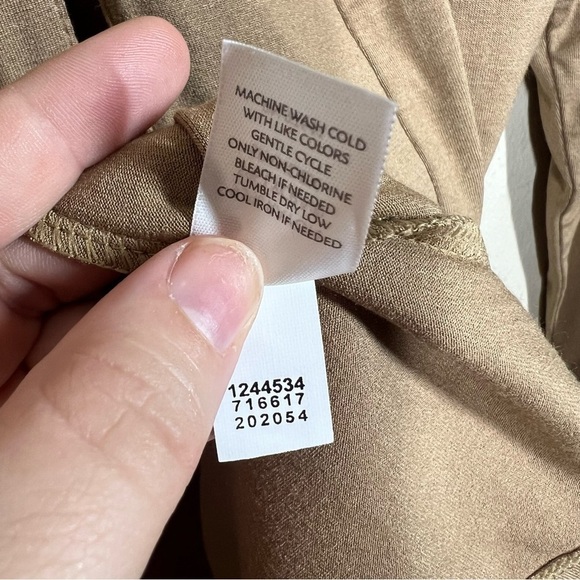 MACHINE WASH COLD
WITH LIKE COLORS
GENTLE CYCLE
ONLY NON-CHLORINE
BLEACH IF NEEDED
TUMBLE DRY LOW
COOL IRON IF NEEDED
1244534
716617
202054